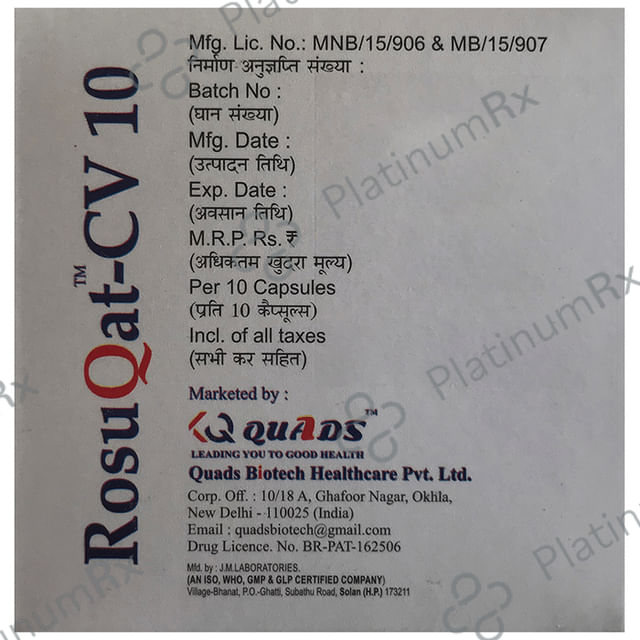 RosuQat™-CV 10
Mfg. Lic. No.: MNB/15/906 & MB/15/907
निर्माण अनुज्ञप्ति संख्या :
Batch No :
(घान संख्या)
Mfg. Date :
(उत्पादन तिथि)
Exp. Date :
(अवसान तिथि)
M.R.P. Rs. ₹
(अधिकतम खुदरा मूल्य)
Per 10 Capsules
(प्रति 10 कैप्सूल्स)
Incl. of all taxes
(सभी कर सहित)
Marketed by :
QUADS™
LEADING YOU TO GOOD HEALTH
Quads Biotech Healthcare Pvt. Ltd.
Corp. Off. : 10/18 A, Ghafoor Nagar, Okhla,
New Delhi - 110025 (India)
Email : quadsbiotech@gmail.com
Drug Licence. No. BR-PAT-162506
Mfd. by : J.M.LABORATORIES.
(AN ISO, WHO, GMP & GLP CERTIFIED COMPANY)
Village-Bhanat, P.O.-Ghatti, Subathu Road, Solan (H.P.) 173211
PlatinumRx
PlatinumRx
PlatinumRx
PlatinumRx